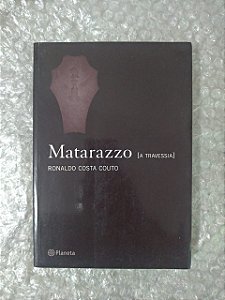 Matarazzo [A TRAVESSIA]
RONALDO COSTA COUTO
Planeta